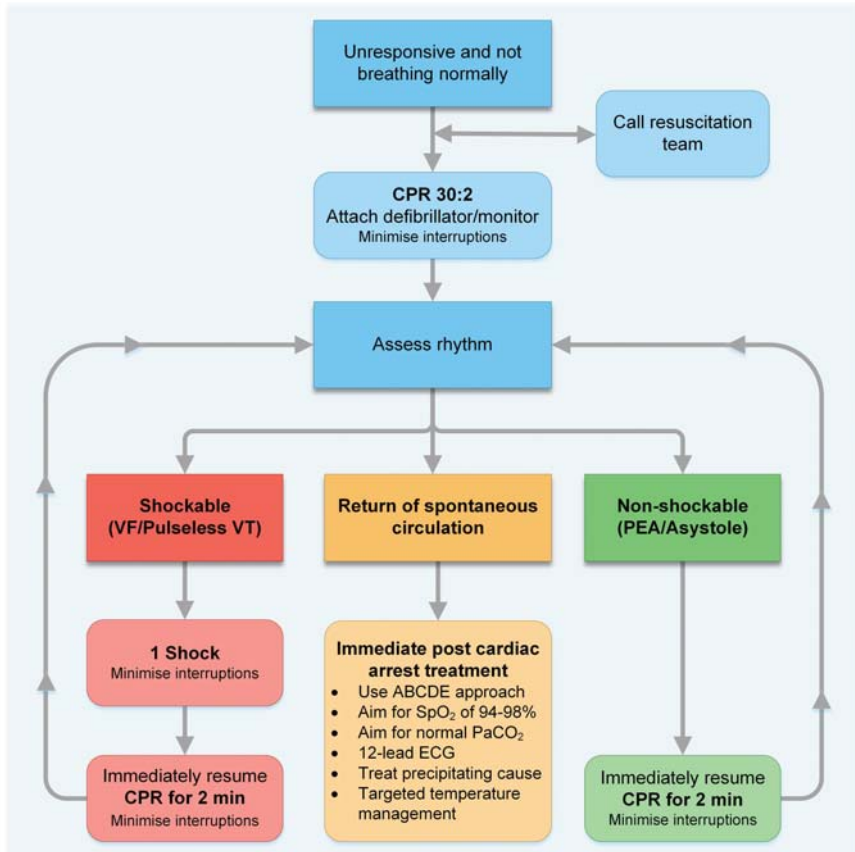 Unresponsive and not
breathing normally
Call resuscitation
team
CPR 30:2
Attach defibrillator/monitor
Minimise interruptions
Assess rhythm
Shockable
(VF/Pulseless VT)
Return of spontaneous
circulation
Non-shockable
(PEA/Asystole)
1 Shock
Minimise interruptions
Immediately resume
CPR for 2 min
Minimise interruptions
Immediate post cardiac
arrest treatment
• Use ABCDE approach
• Aim for SpO₂ of 94-98%
• Aim for normal PaCO₂
• 12-lead ECG
• Treat precipitating cause
• Targeted temperature
management
Immediately resume
CPR for 2 min
Minimise interruptions